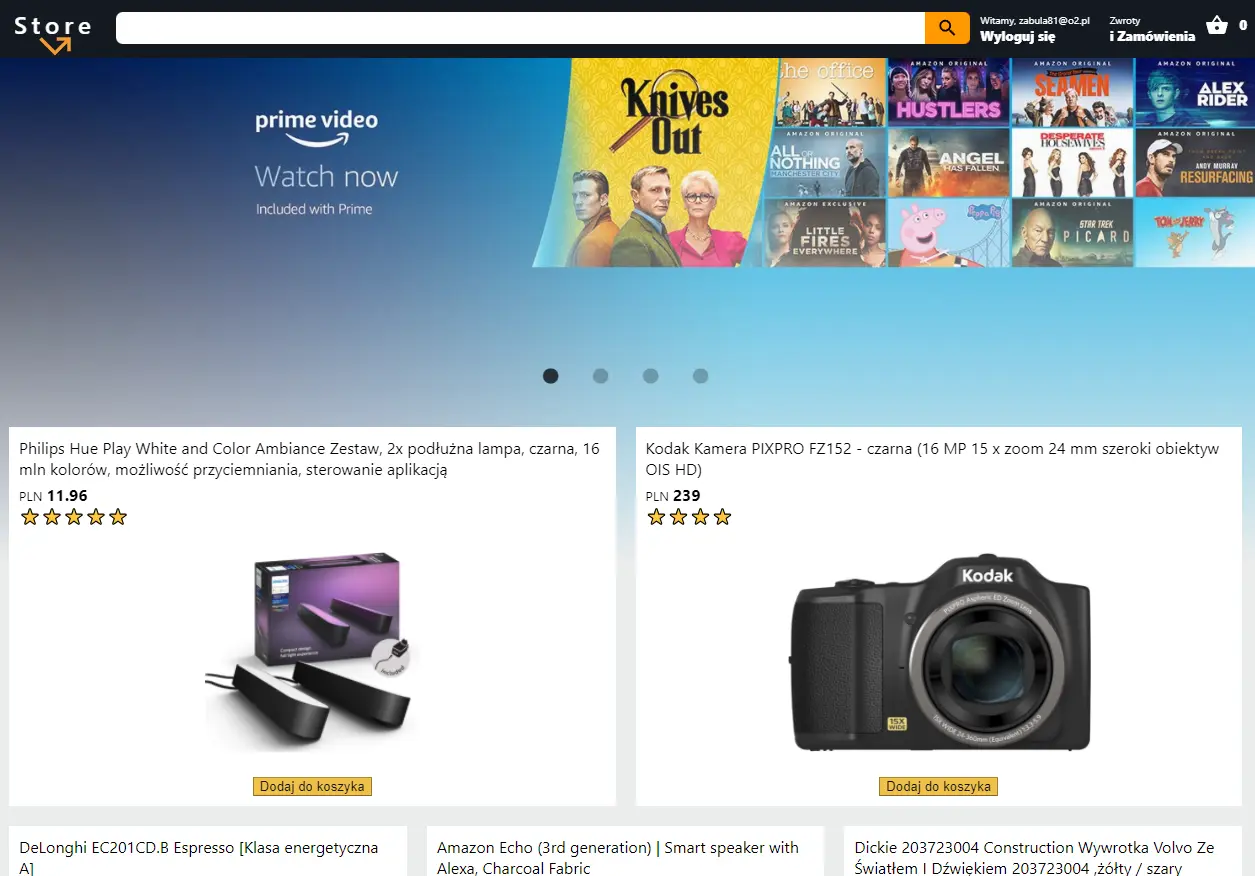 Store
Witamy, zabula81@o2.pl
Wyloguj się
Zwroty
i Zamówienia
0
prime video
Watch now
Included with Prime
Knives
Out
the office
AMAZON ORIGINAL
HUSTLERS
AMAZON ORIGINAL
SEAMEN
AMAZON ORIGINAL
ALEX
RIDER
AMAZON ORIGINAL
ALL OR
NOTHING
MANCHESTER CITY
ANGEL
HAS FALLEN
DESPERATE
HOUSEWIVES
AMAZON ORIGINAL
ANDY MURRAY
RESURFACING
AMAZON EXCLUSIVE
LITTLE
FIRES
EVERYWHERE
Peppa Pig
AMAZON ORIGINAL
STAR TREK
PICARD
TOM and JERRY
Philips Hue Play White and Color Ambiance Zestaw, 2x podłużna lampa, czarna, 16
mln kolorów, możliwość przyciemniania, sterowanie aplikacją
PLN 11.96
Included
Dodaj do koszyka
Kodak Kamera PIXPRO FZ152 - czarna (16 MP 15 x zoom 24 mm szeroki obiektyw
OIS HD)
PLN 239
Kodak
PIXPRO Aspheric ED Zoom Lens
15X
WIDE
Dodaj do koszyka
DeLonghi EC201CD.B Espresso [Klasa energetyczna
A]
Amazon Echo (3rd generation) | Smart speaker with
Alexa, Charcoal Fabric
Dickie 203723004 Construction Wywrotka Volvo Ze
Światłem I Dźwiękiem 203723004 ,żółty / szary